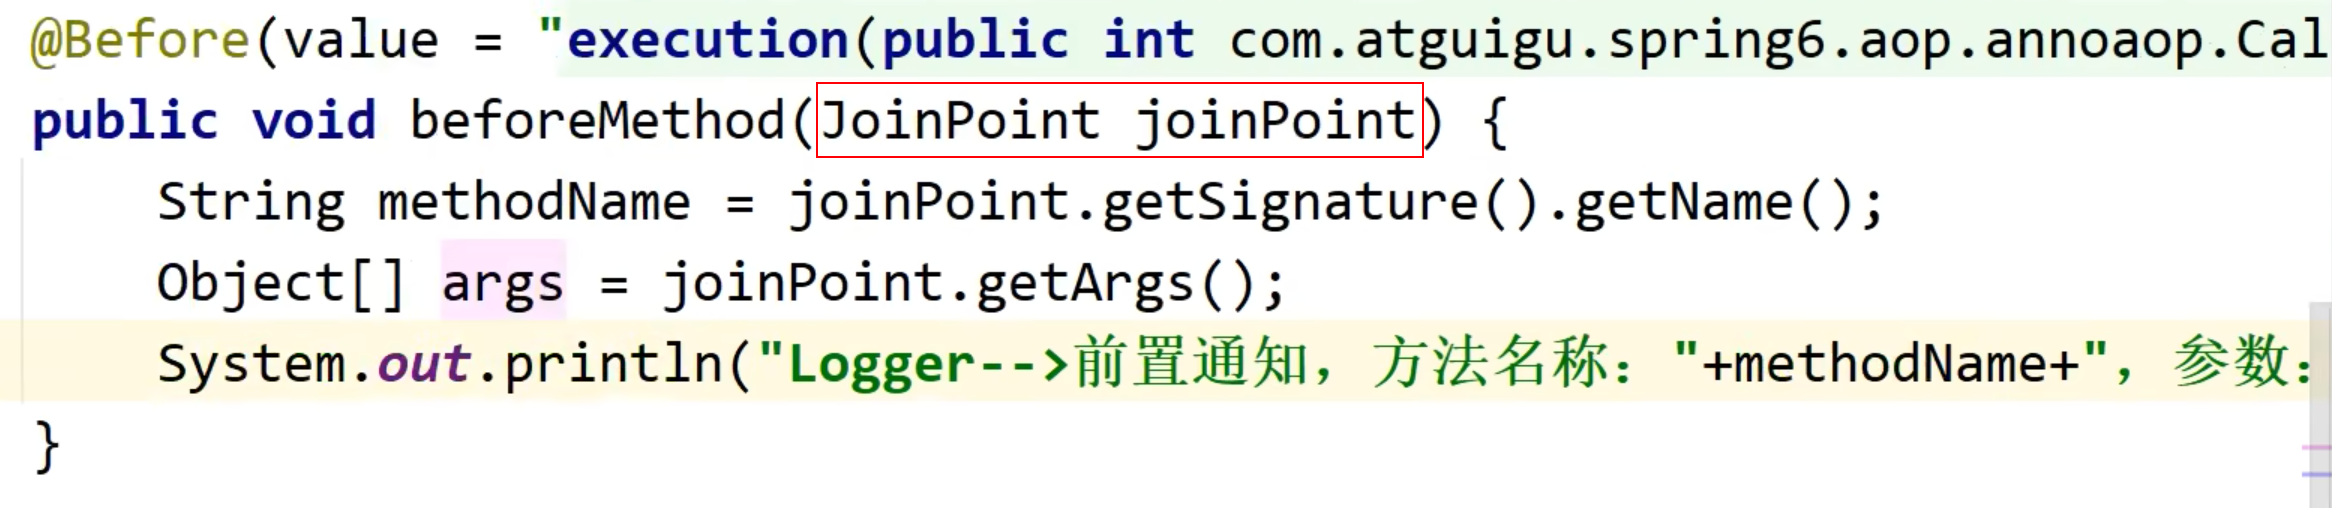 @Before(value = "execution(public int com.atguigu.spring6.aop.annoaop.Cal
public void beforeMethod(JoinPoint joinPoint) {
String methodName = joinPoint.getSignature().getName();
Object[] args = joinPoint.getArgs();
System.out.println("Logger-->前置通知，方法名称："+methodName+"，参数：
}